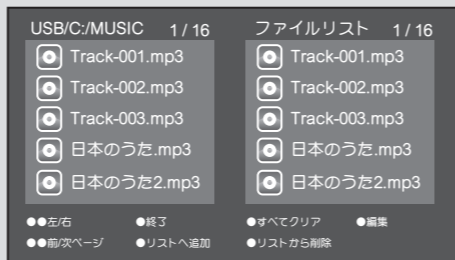 USB/C:/MUSIC 1 / 16
Track-001.mp3
Track-002.mp3
Track-003.mp3
日本のうた.mp3
日本のうた2.mp3
ファイルリスト 1 / 16
Track-001.mp3
Track-002.mp3
Track-003.mp3
日本のうた.mp3
日本のうた2.mp3
●●左/右 ●終了 ●すべてクリア ●編集
●●前/次ページ ●リストへ追加 ●リストから削除